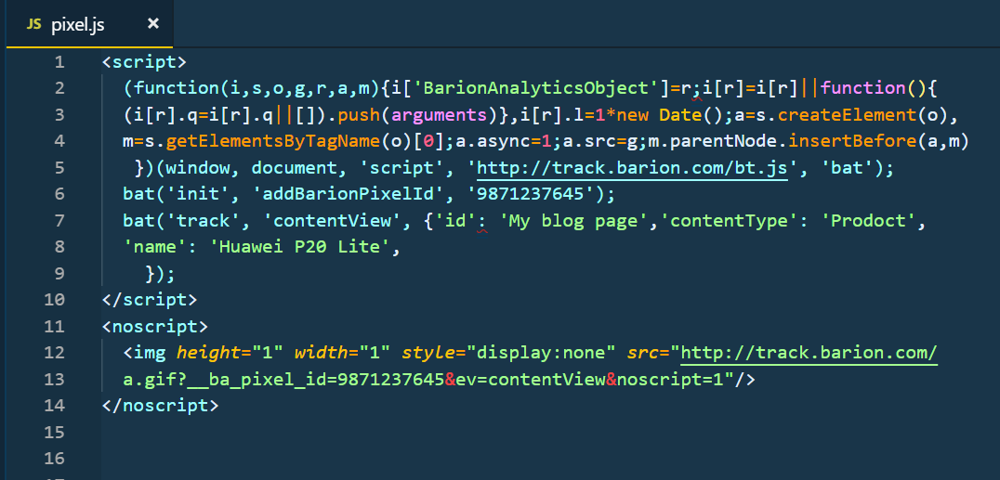 JS pixel.js ×
1 <script>
2 (function(i,s,o,g,r,a,m){i['BarionAnalyticsObject']=r;i[r]=i[r]||function(){
3 (i[r].q=i[r].q||[]).push(arguments)},i[r].l=1*new Date();a=s.createElement(o),
4 m=s.getElementsByTagName(o)[0];a.async=1;a.src=g;m.parentNode.insertBefore(a,m)
5 })(window, document, 'script', 'http://track.barion.com/bt.js', 'bat');
6 bat('init', 'addBarionPixelId', '9871237645');
7 bat('track', 'contentView', {'id': 'My blog page','contentType': 'Prodoct',
8 'name': 'Huawei P20 Lite',
9 });
10 </script>
11 <noscript>
12 <img height="1" width="1" style="display:none" src="http://track.barion.com/
13 a.gif?__ba_pixel_id=9871237645&ev=contentView&noscript=1"/>
14 </noscript>
15
16